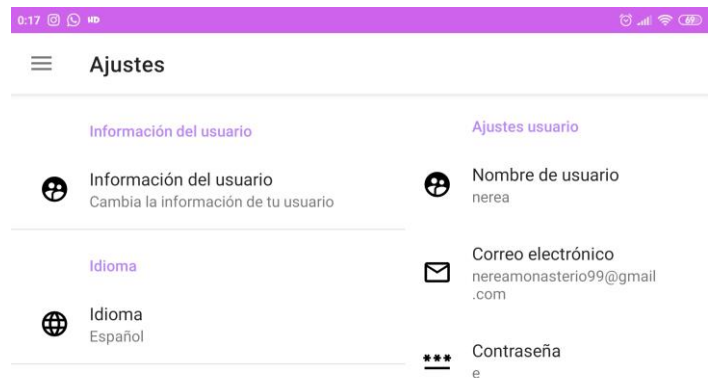 0:17 HD 69
Ajustes
Información del usuario
Información del usuario
Cambia la información de tu usuario
Idioma
Idioma
Español
Ajustes usuario
Nombre de usuario
nerea
Correo electrónico
nereamonasterio99@gmail
.com
Contraseña
e